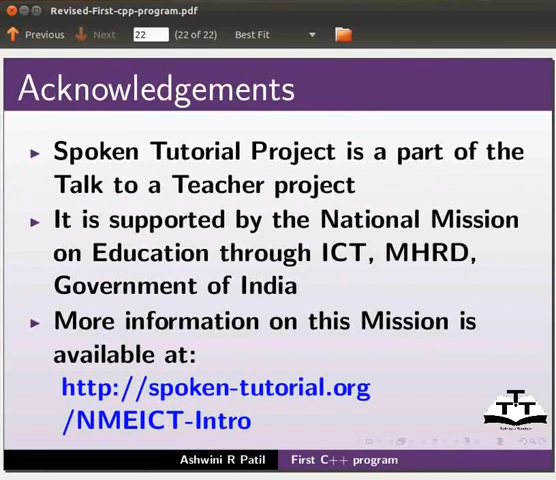 Revised-First-cpp-program.pdf
Previous Next 22 (22 of 22) Best Fit
Acknowledgements
Spoken Tutorial Project is a part of the
Talk to a Teacher project
It is supported by the National Mission
on Education through ICT, MHRD,
Government of India
More information on this Mission is
available at:
http://spoken-tutorial.org
/NMEICT-Intro
Ashwini R Patil First C++ program